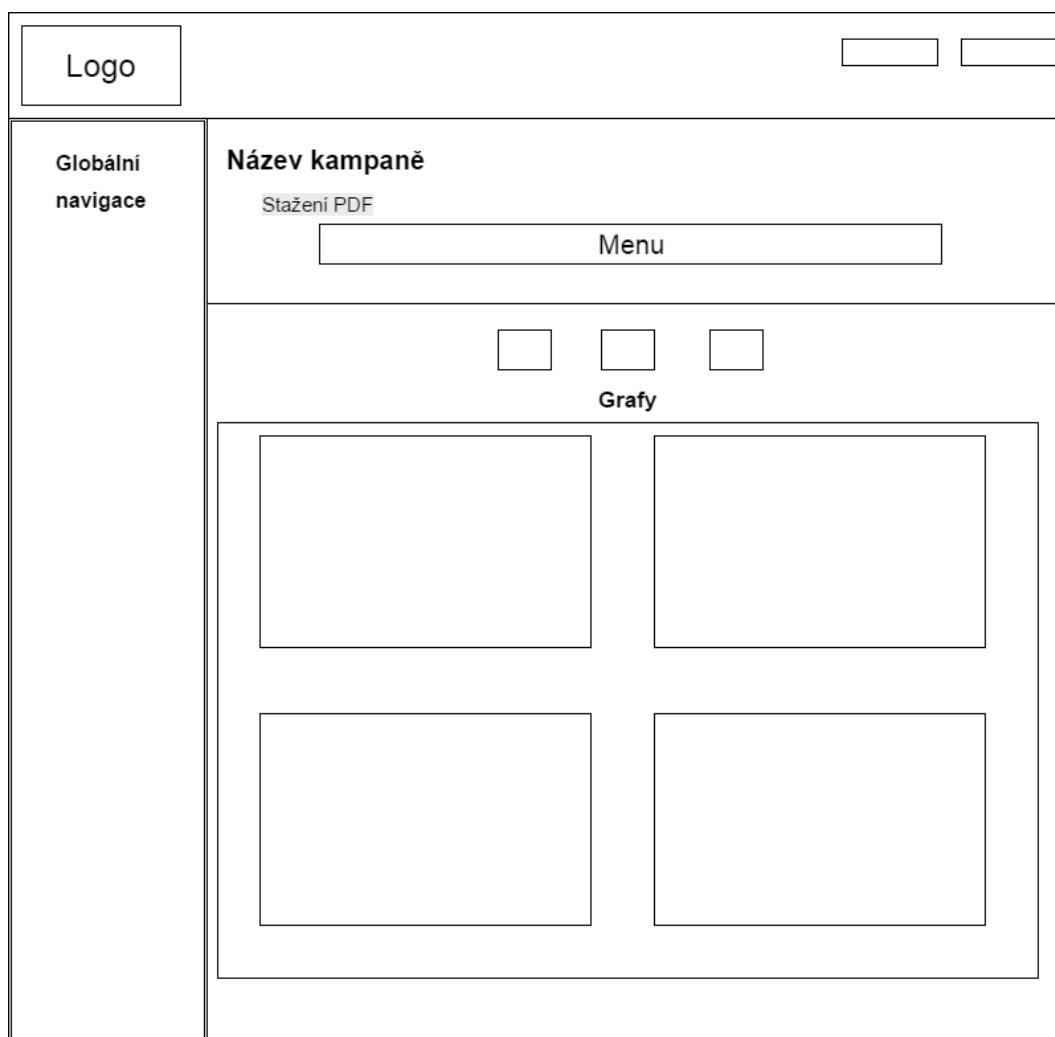 Logo
Globální
navigace
Název kampaně
Stažení PDF
Menu
Grafy